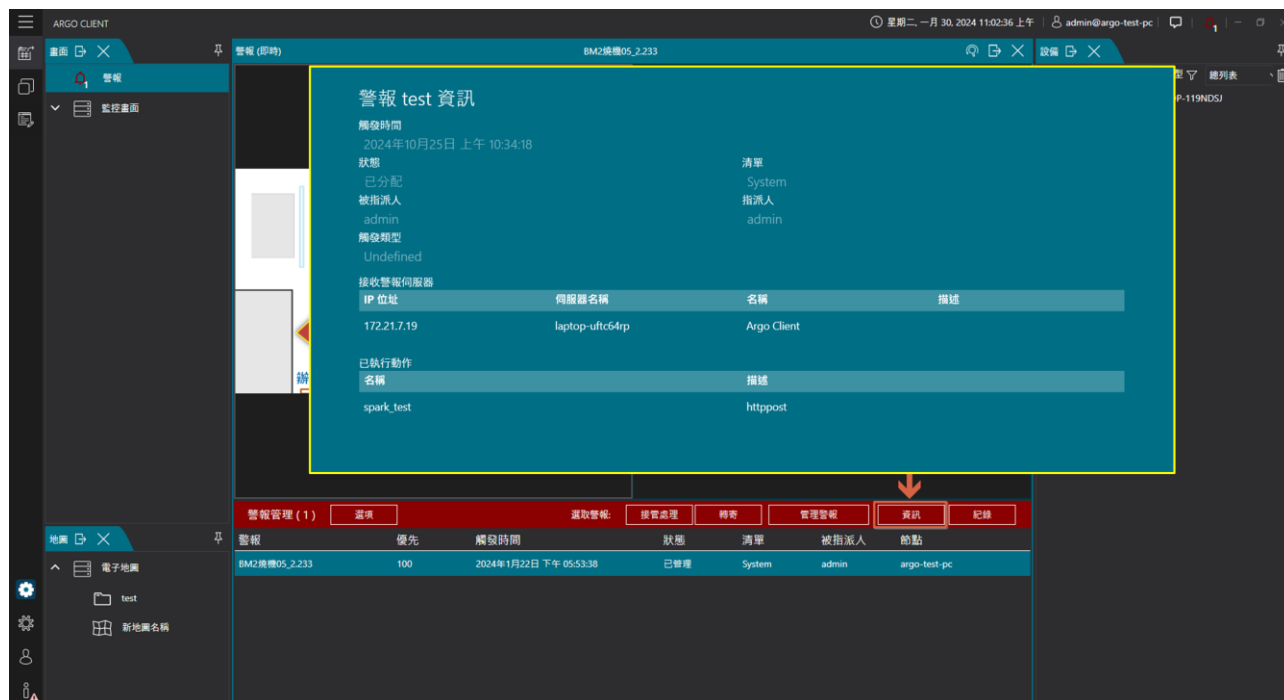 ARGO CLIENT
星期二, 一月 30, 2024 11:02:36 上午
admin@argo-test-pc
1
畫面
警報 (即時)
BM2燒機05_2.233
設備
1
警報
監控畫面
型
總列表
P-119NDSJ
警報 test 資訊
觸發時間
2024年10月25日 上午 10:34:18
狀態 清單
已分配 System
被指派人 指派人
admin admin
觸發類型
Undefined
接收警報伺服器
IP 位址 伺服器名稱 名稱 描述
172.21.7.19 laptop-uftc64rp Argo Client
已執行動作
名稱 描述
spark_test httppost
辦
警報管理 ( 1 ) 選項 選取警報: 接管處理 轉寄 管理警報 資訊 紀錄
警報 優先 觸發時間 狀態 清單 被指派人 節點
BM2燒機05_2.233 100 2024年1月22日 下午 05:53:38 已管理 System admin argo-test-pc
地圖
電子地圖
test
新地圖名稱